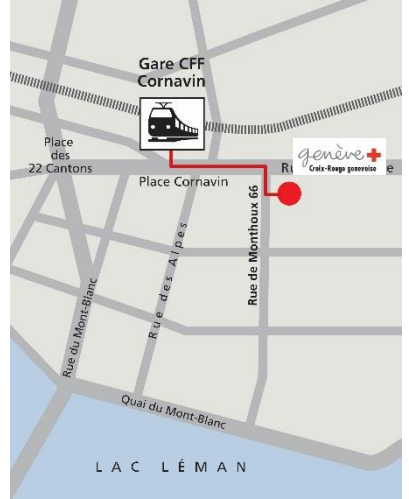 Gare CFF
Cornavin
Place
des
22 Cantons
genève
Croix-Rouge genevoise
Place Cornavin
Rue de Monthoux 66
Rue des Alpes
Rue du Mont-Blanc
Quai du Mont-Blanc
LAC LÉMAN